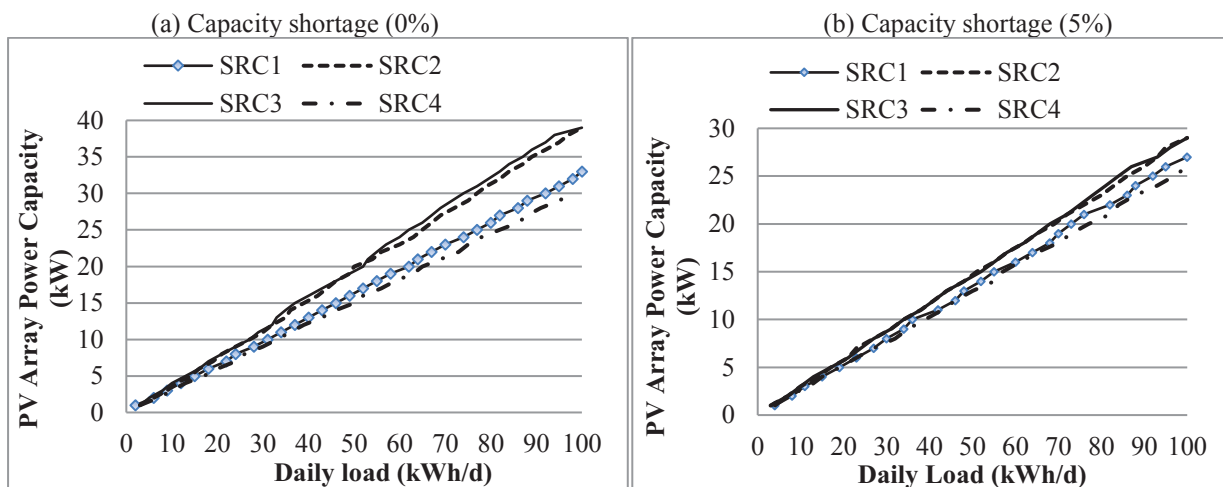 (a) Capacity shortage (0%)
SRC1
SRC2
SRC3
SRC4
PV Array Power Capacity
(kW)
40
35
30
25
20
15
10
5
0
0 10 20 30 40 50 60 70 80 90 100
Daily load (kWh/d)
(b) Capacity shortage (5%)
SRC1
SRC2
SRC3
SRC4
PV Array Power Capacity
(kW)
30
25
20
15
10
5
0
0 10 20 30 40 50 60 70 80 90 100
Daily Load (kWh/d)